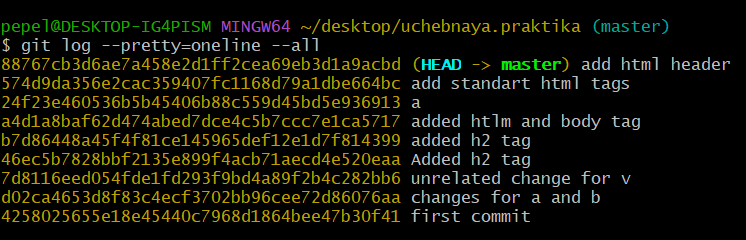 pepel@DESKTOP-IG4PISM MINGW64 ~/desktop/uchebnaya.praktika (master)
$ git log --pretty=oneline --all
88767cb3d6ae7a458e2d1ff2cea69eb3d1a9acbd (HEAD -> master) add html header
574d9da356e2cac359407fc1168d79a1dbe664bc add standart html tags
24f23e460536b5b45406b88c559d45bd5e936913 a
a4d1a8baf62d474abed7dce4c5b7ccc7e1ca5717 added htlm and body tag
b7d86448a45f4f81ce145965def12e1d7f814399 added h2 tag
46ec5b7828bbf2135e899f4acb71aecd4e520eaa Added h2 tag
7d8116eed054fde1fd293f9bd4a89f2b4c282bb6 unrelated change for v
d02ca4653d8f83c4ecf3702bb96cee72d86076aa changes for a and b
4258025655e18e45440c7968d1864bee47b30f41 first commit